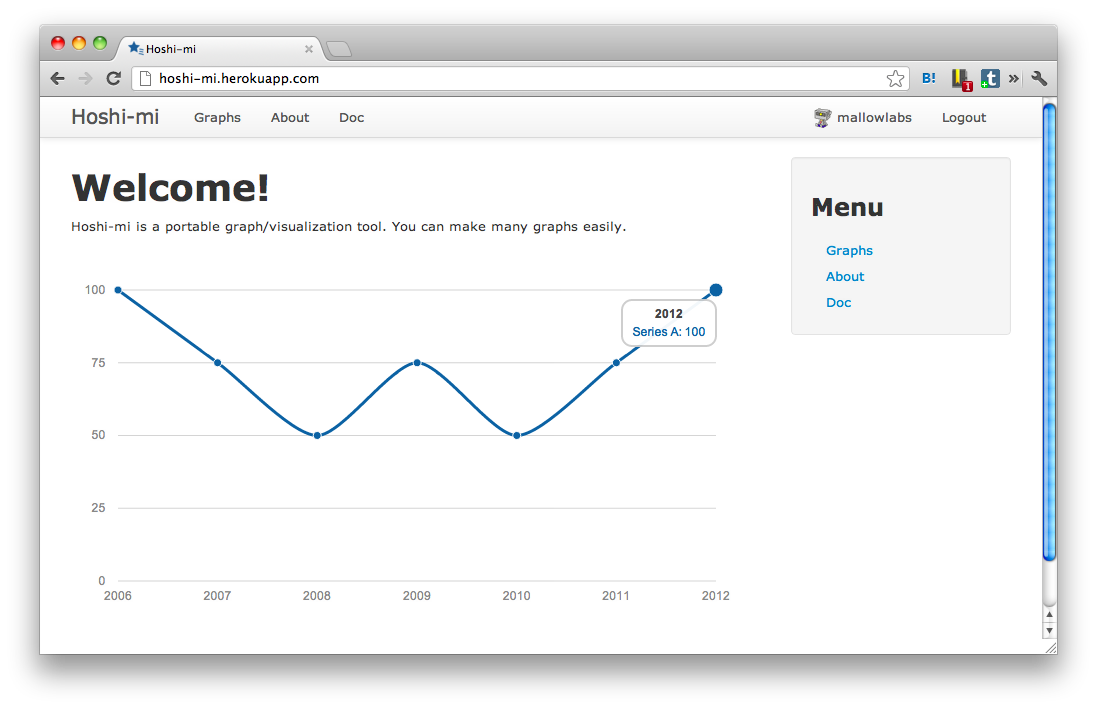 Hoshi-mi
hoshi-mi.herokuapp.com
B!
1
t
»
Hoshi-mi Graphs About Doc mallowlabs Logout
Welcome!
Hoshi-mi is a portable graph/visualization tool. You can make many graphs easily.
Menu
Graphs
About
Doc
100
75
50
25
0
2012
Series A: 100
2006 2007 2008 2009 2010 2011 2012